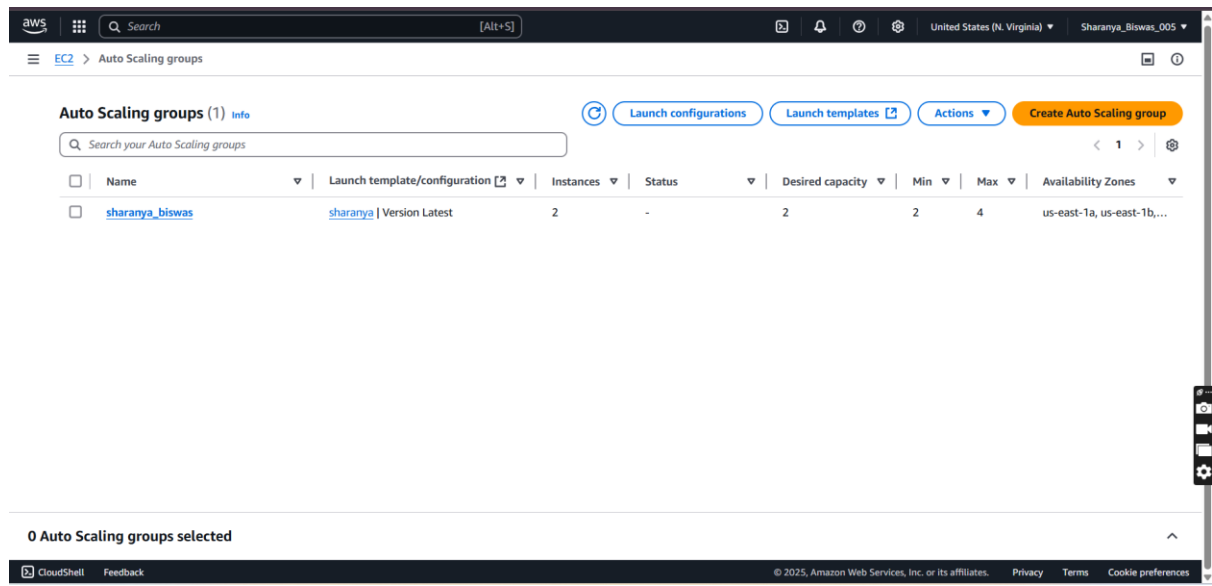 aws Search [Alt+S] United States (N. Virginia) Sharanya_Biswas_005
EC2 > Auto Scaling groups
Auto Scaling groups (1) Info Launch configurations Launch templates Actions Create Auto Scaling group
Search your Auto Scaling groups < 1 >
Name Launch template/configuration Instances Status Desired capacity Min Max Availability Zones
sharanya_biswas sharanya | Version Latest 2 - 2 2 4 us-east-1a, us-east-1b,...
0 Auto Scaling groups selected
CloudShell Feedback © 2025, Amazon Web Services, Inc. or its affiliates. Privacy Terms Cookie preferences